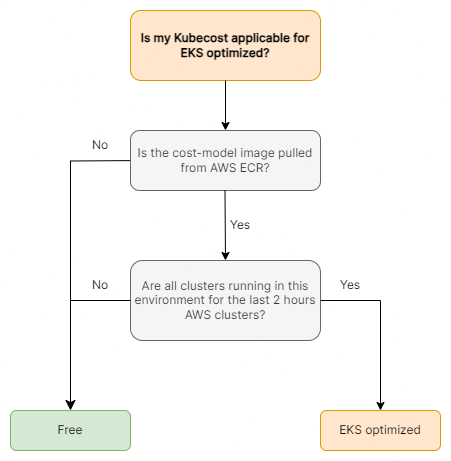 Is my Kubecost applicable for
EKS optimized?
No
Is the cost-model image pulled
from AWS ECR?
Yes
No
Are all clusters running in this
environment for the last 2 hours
AWS clusters?
Yes
Free
EKS optimized